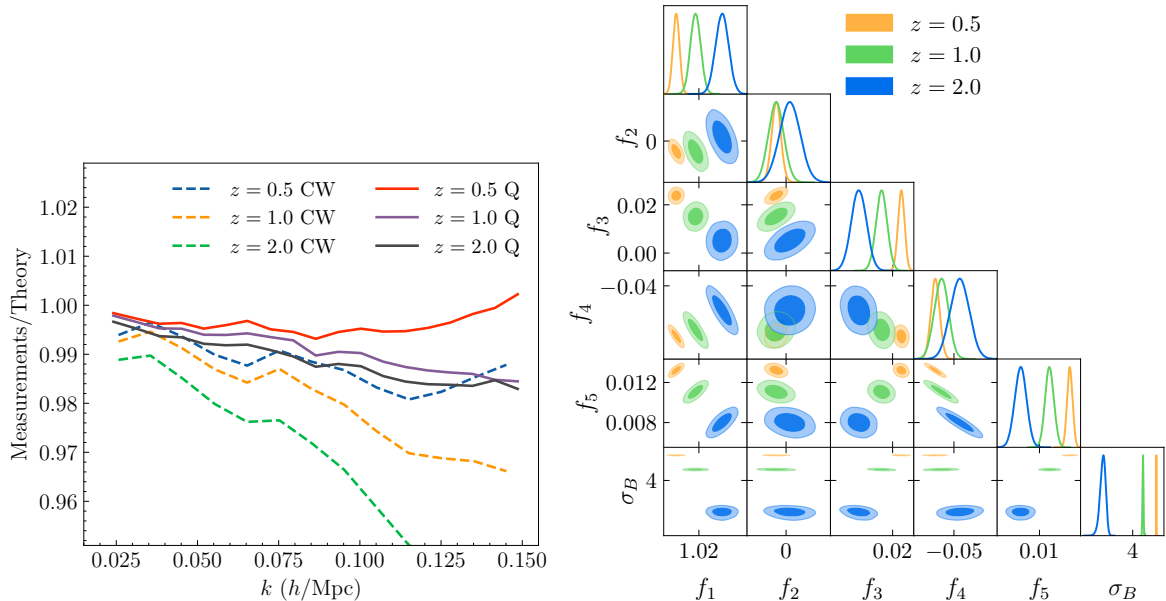 z = 0.5
z = 1.0
z = 2.0
z = 0.5 CW
z = 1.0 CW
z = 2.0 CW
z = 0.5 Q
z = 1.0 Q
z = 2.0 Q
Measurements/Theory
1.02
1.01
1.00
0.99
0.98
0.97
0.96
0.025 0.050 0.075 0.100 0.125 0.150
k (h/Mpc)
f₂
0
f₃
0.02
0.00
f₄
−0.04
f₅
0.012
0.008
σ_B
4
1.02 0 0.02 −0.05 0.01 4
f₁ f₂ f₃ f₄ f₅ σ_B